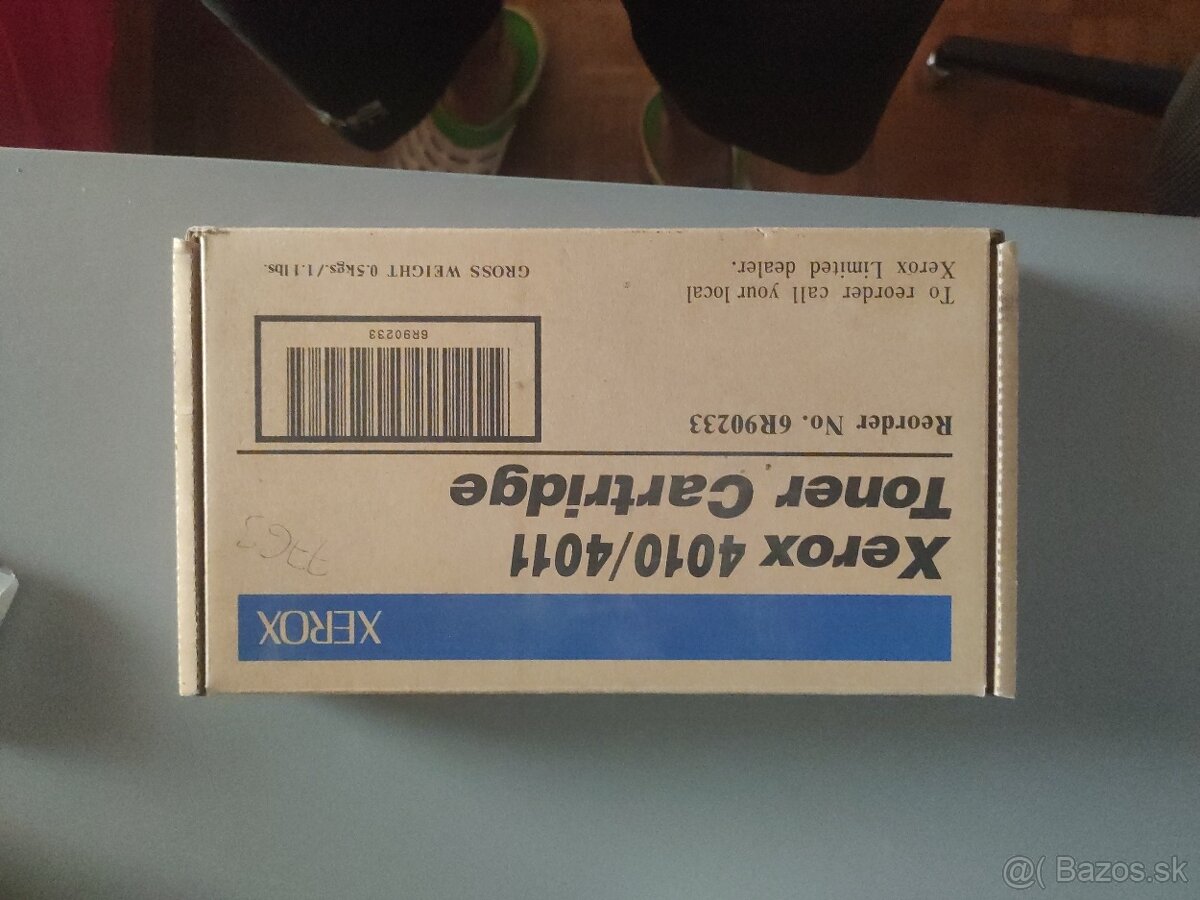 XEROX
Xerox 4010/4011
Toner Cartridge
Reorder No. 6R90233
To reorder call your local
Xerox Limited dealer.
6R90233
GROSS WEIGHT 0.5kgs./1.1lbs.
@( Bazos.sk